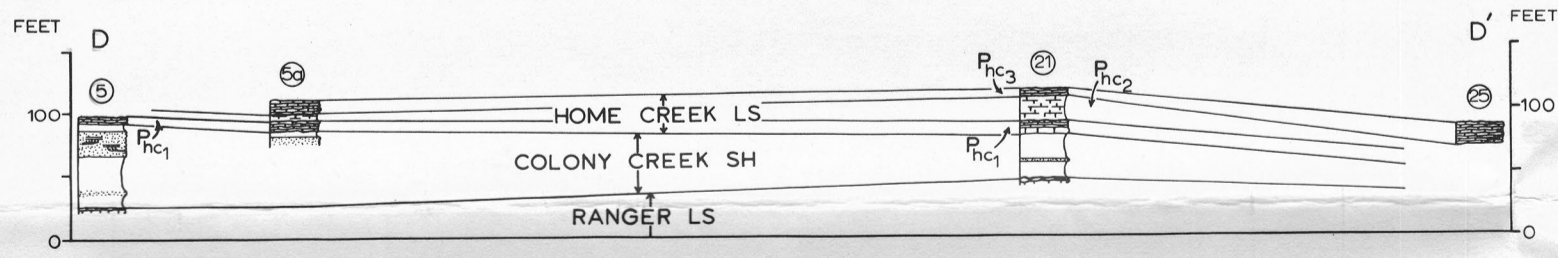 FEET
D
D'
FEET
5
5a
Phc3
21
Phc2
25
100
Phc1
HOME CREEK LS
100
COLONY CREEK SH
Phc1
RANGER LS
0
0